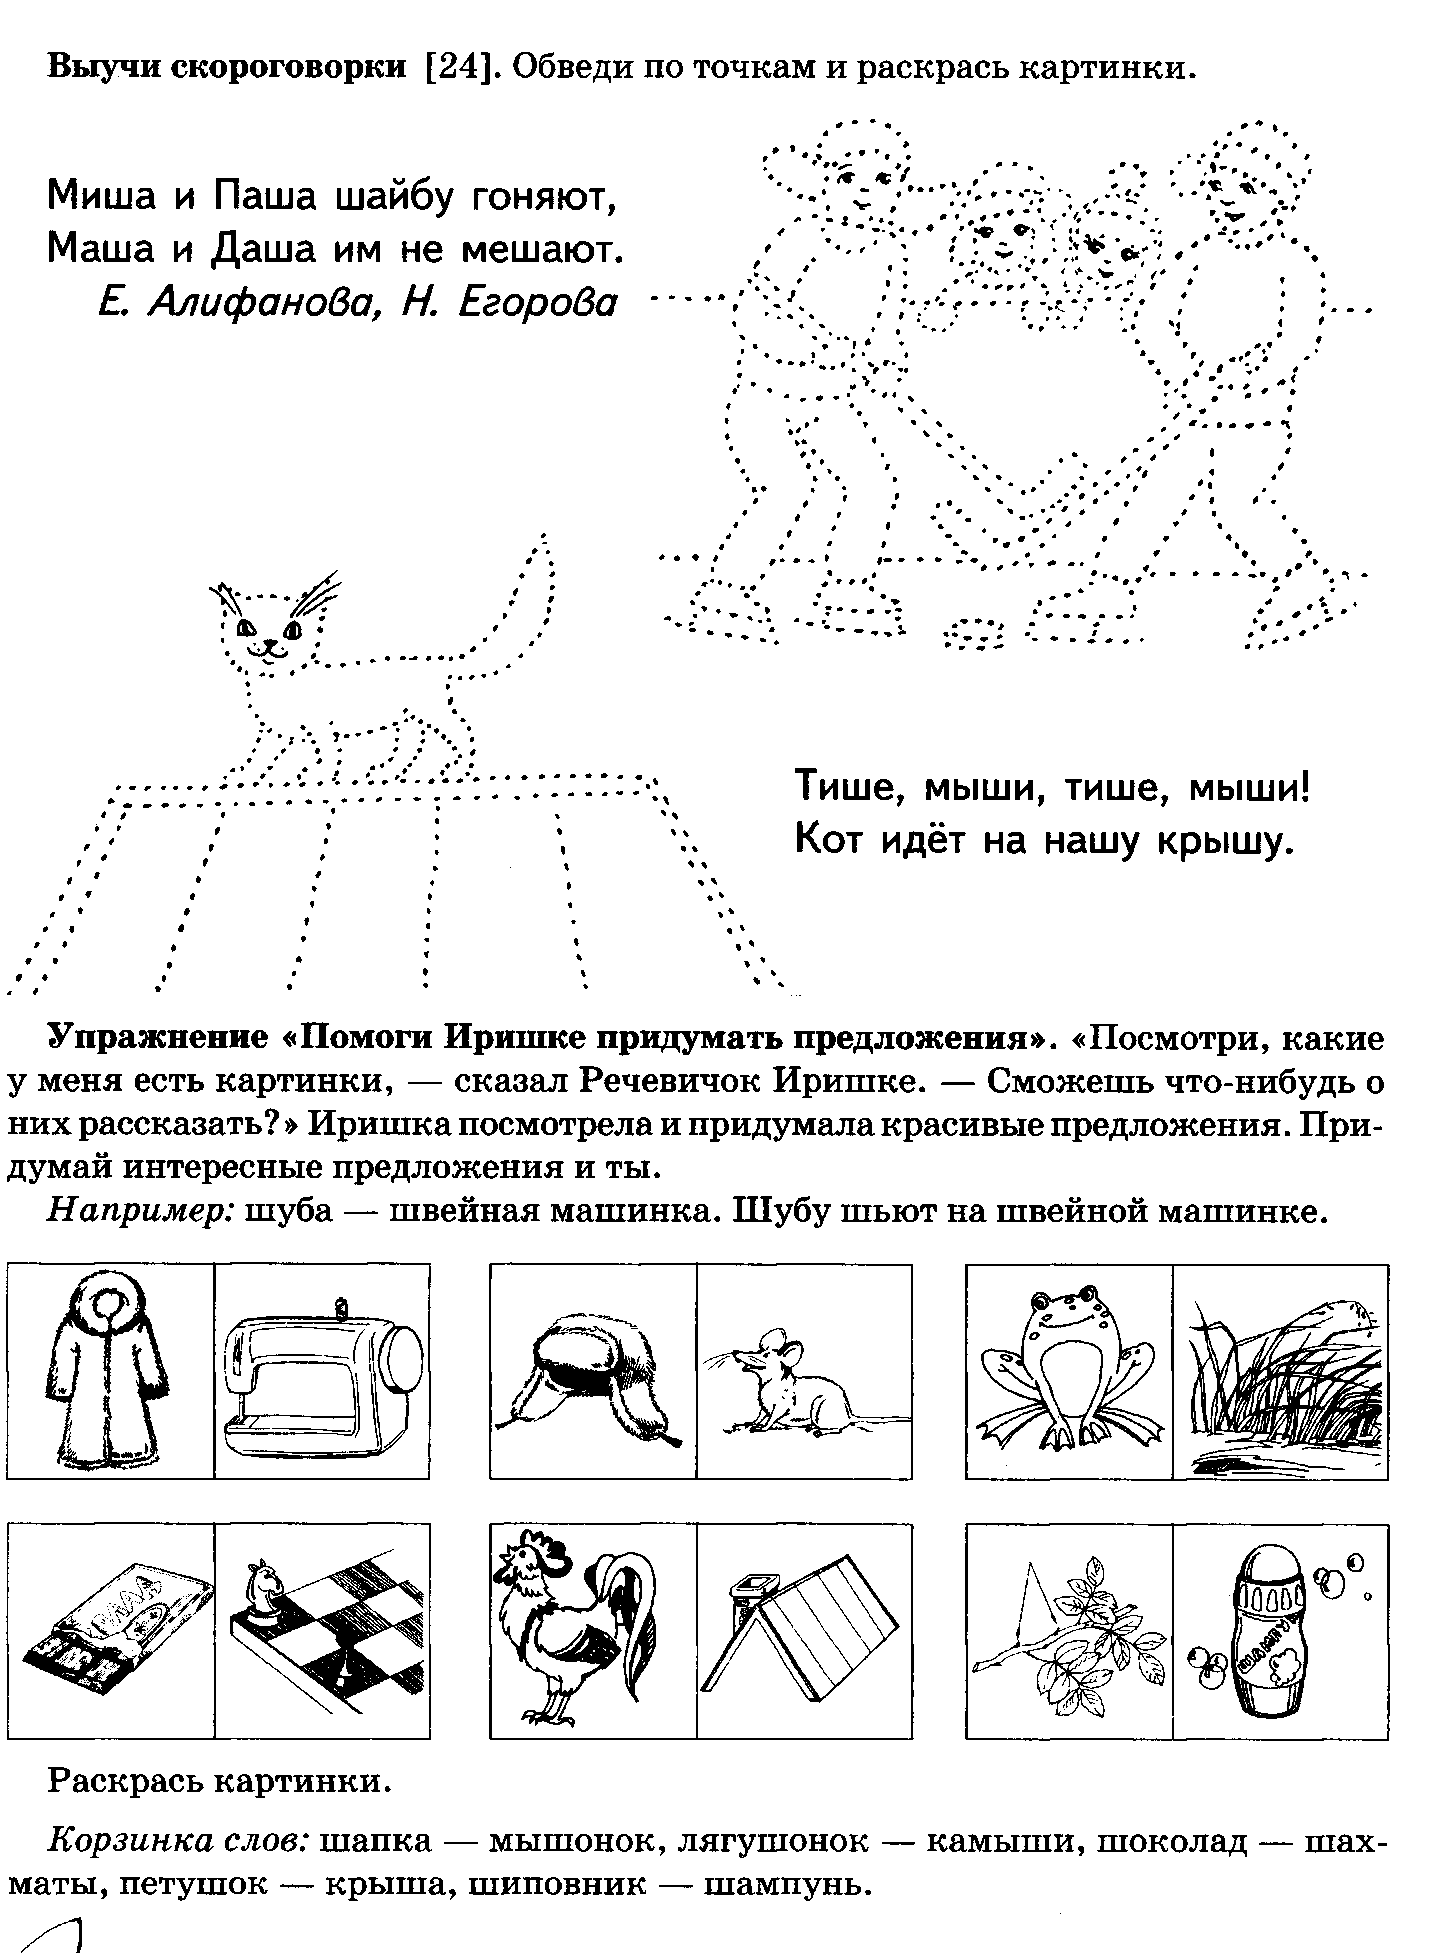 Выучи скороговорки [24]. Обведи по точкам и раскрась картинки.
Миша и Паша шайбу гоняют,
Маша и Даша им не мешают.
Е. Алифанова, Н. Егорова
Тише, мыши, тише, мыши!
Кот идёт на нашу крышу.
Упражнение «Помоги Иришке придумать предложения». «Посмотри, какие
у меня есть картинки, — сказал Речевичок Иришке. — Сможешь что-нибудь о
них рассказать?» Иришка посмотрела и придумала красивые предложения. При-
думай интересные предложения и ты.
Например: шуба — швейная машинка. Шубу шьют на швейной машинке.
Раскрась картинки.
Корзинка слов: шапка — мышонок, лягушонок — камыши, шоколад — шах-
маты, петушок — крыша, шиповник — шампунь.